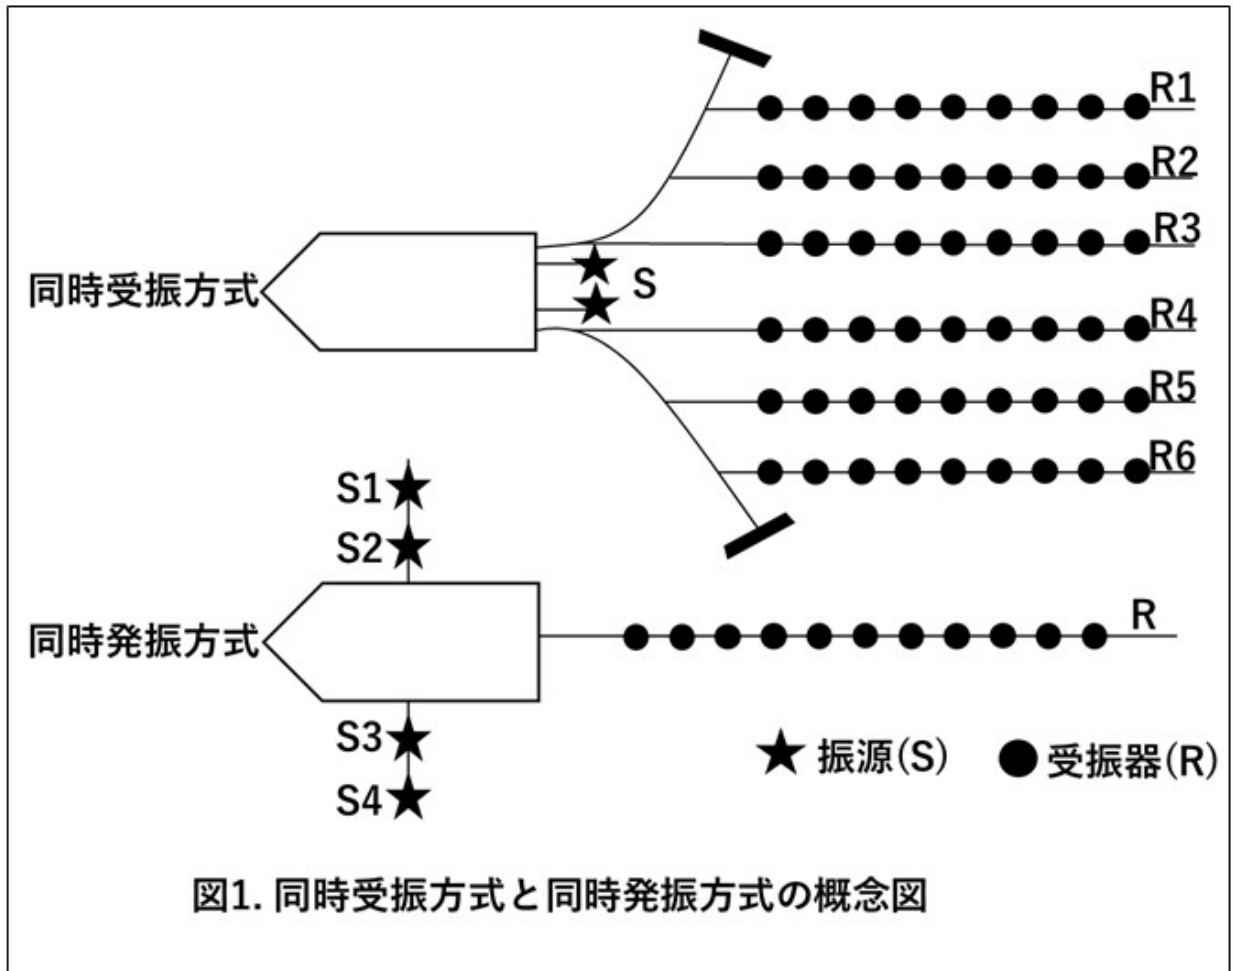 R1
R2
R3
同時受振方式
S
R4
R5
R6
S1
S2
同時発振方式
R
S3
振源(S)
受振器(R)
S4
図1. 同時受振方式と同時発振方式の概念図